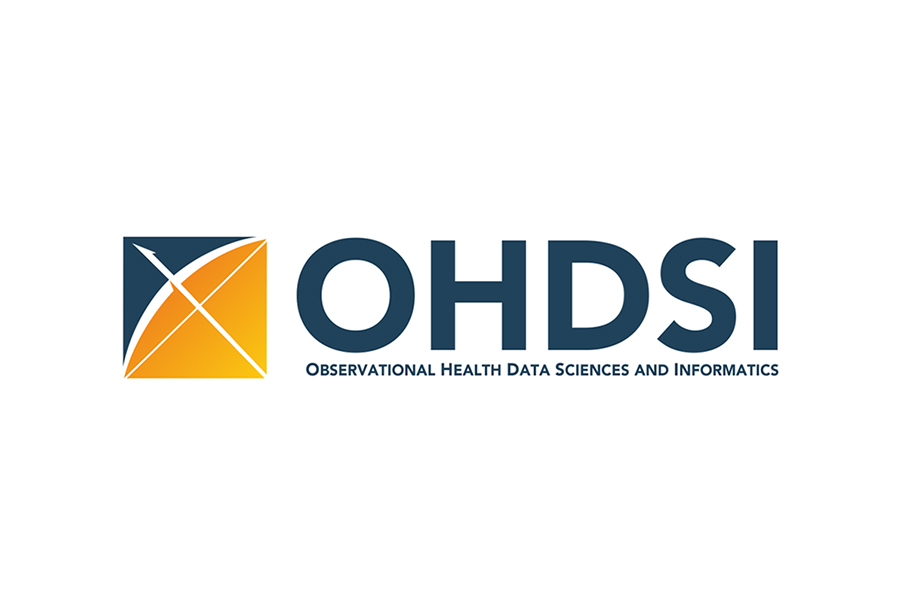 OHDSI
Observational Health Data Sciences and Informatics